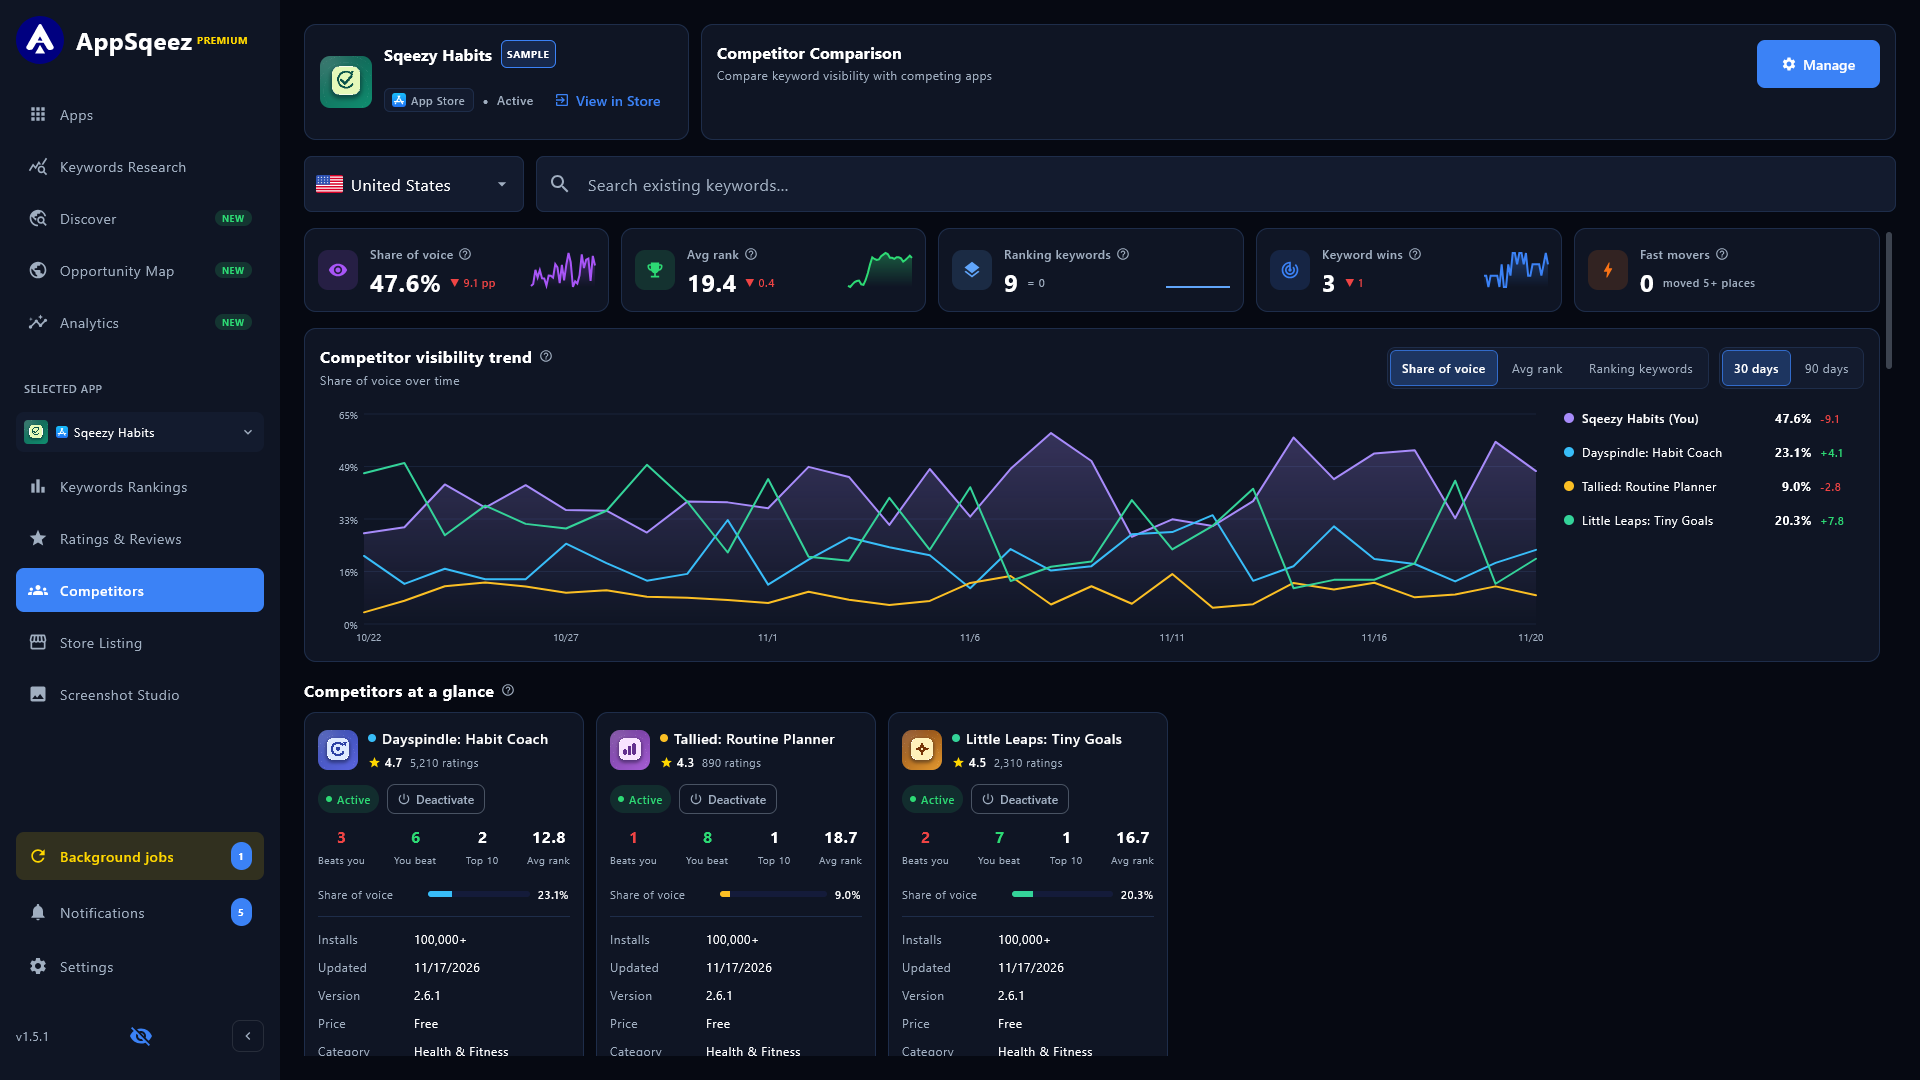 AppSqeez PREMIUM
Apps
Keywords Research
Discover NEW
Opportunity Map NEW
Analytics NEW
SELECTED APP
Sqeezy Habits
Keywords Rankings
Ratings & Reviews
Competitors
Store Listing
Screenshot Studio
Background jobs 1
Notifications 5
Settings
v1.5.1
Sqeezy Habits SAMPLE
App Store • Active View in Store
Competitor Comparison
Compare keyword visibility with competing apps
Manage
United States
Search existing keywords...
Share of voice
47.6% ▼ 9.1 pp
Avg rank
19.4 ▼ 0.4
Ranking keywords
9 = 0
Keyword wins
3 ▼ 1
Fast movers
0 moved 5+ places
Competitor visibility trend
Share of voice over time
Share of voice Avg rank Ranking keywords 30 days 90 days
65%
49%
33%
16%
0%
10/22 10/27 11/1 11/6 11/11 11/16 11/20
Sqeezy Habits (You) 47.6% -9.1
Dayspindle: Habit Coach 23.1% +4.1
Tallied: Routine Planner 9.0% -2.8
Little Leaps: Tiny Goals 20.3% +7.8
Competitors at a glance
Dayspindle: Habit Coach
4.7 5,210 ratings
Active Deactivate
3 6 2 12.8
Beats you You beat Top 10 Avg rank
Share of voice 23.1%
Installs 100,000+
Updated 11/17/2026
Version 2.6.1
Price Free
Category Health & Fitness
Tallied: Routine Planner
4.3 890 ratings
Active Deactivate
1 8 1 18.7
Beats you You beat Top 10 Avg rank
Share of voice 9.0%
Installs 100,000+
Updated 11/17/2026
Version 2.6.1
Price Free
Category Health & Fitness
Little Leaps: Tiny Goals
4.5 2,310 ratings
Active Deactivate
2 7 1 16.7
Beats you You beat Top 10 Avg rank
Share of voice 20.3%
Installs 100,000+
Updated 11/17/2026
Version 2.6.1
Price Free
Category Health & Fitness